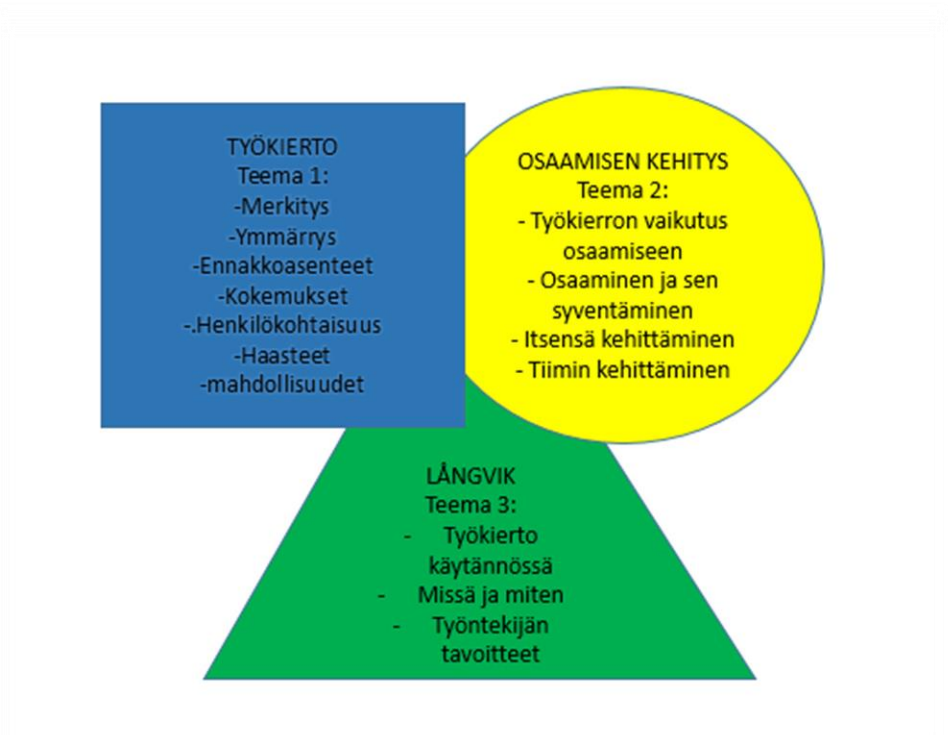 TYÖKIERTO
Teema 1:
-Merkitys
-Ymmärrys
-Ennakkoasenteet
-Kokemukset
-.Henkilökohtaisuus
-Haasteet
-mahdollisuudet
OSAAMISEN KEHITYS
Teema 2:
- Työkierron vaikutus
osaamiseen
- Osaaminen ja sen
syventäminen
- Itsensä kehittäminen
- Tiimin kehittäminen
LÅNGVIK
Teema 3:
- Työkierto
käytännössä
- Missä ja miten
- Työntekijän
tavoitteet